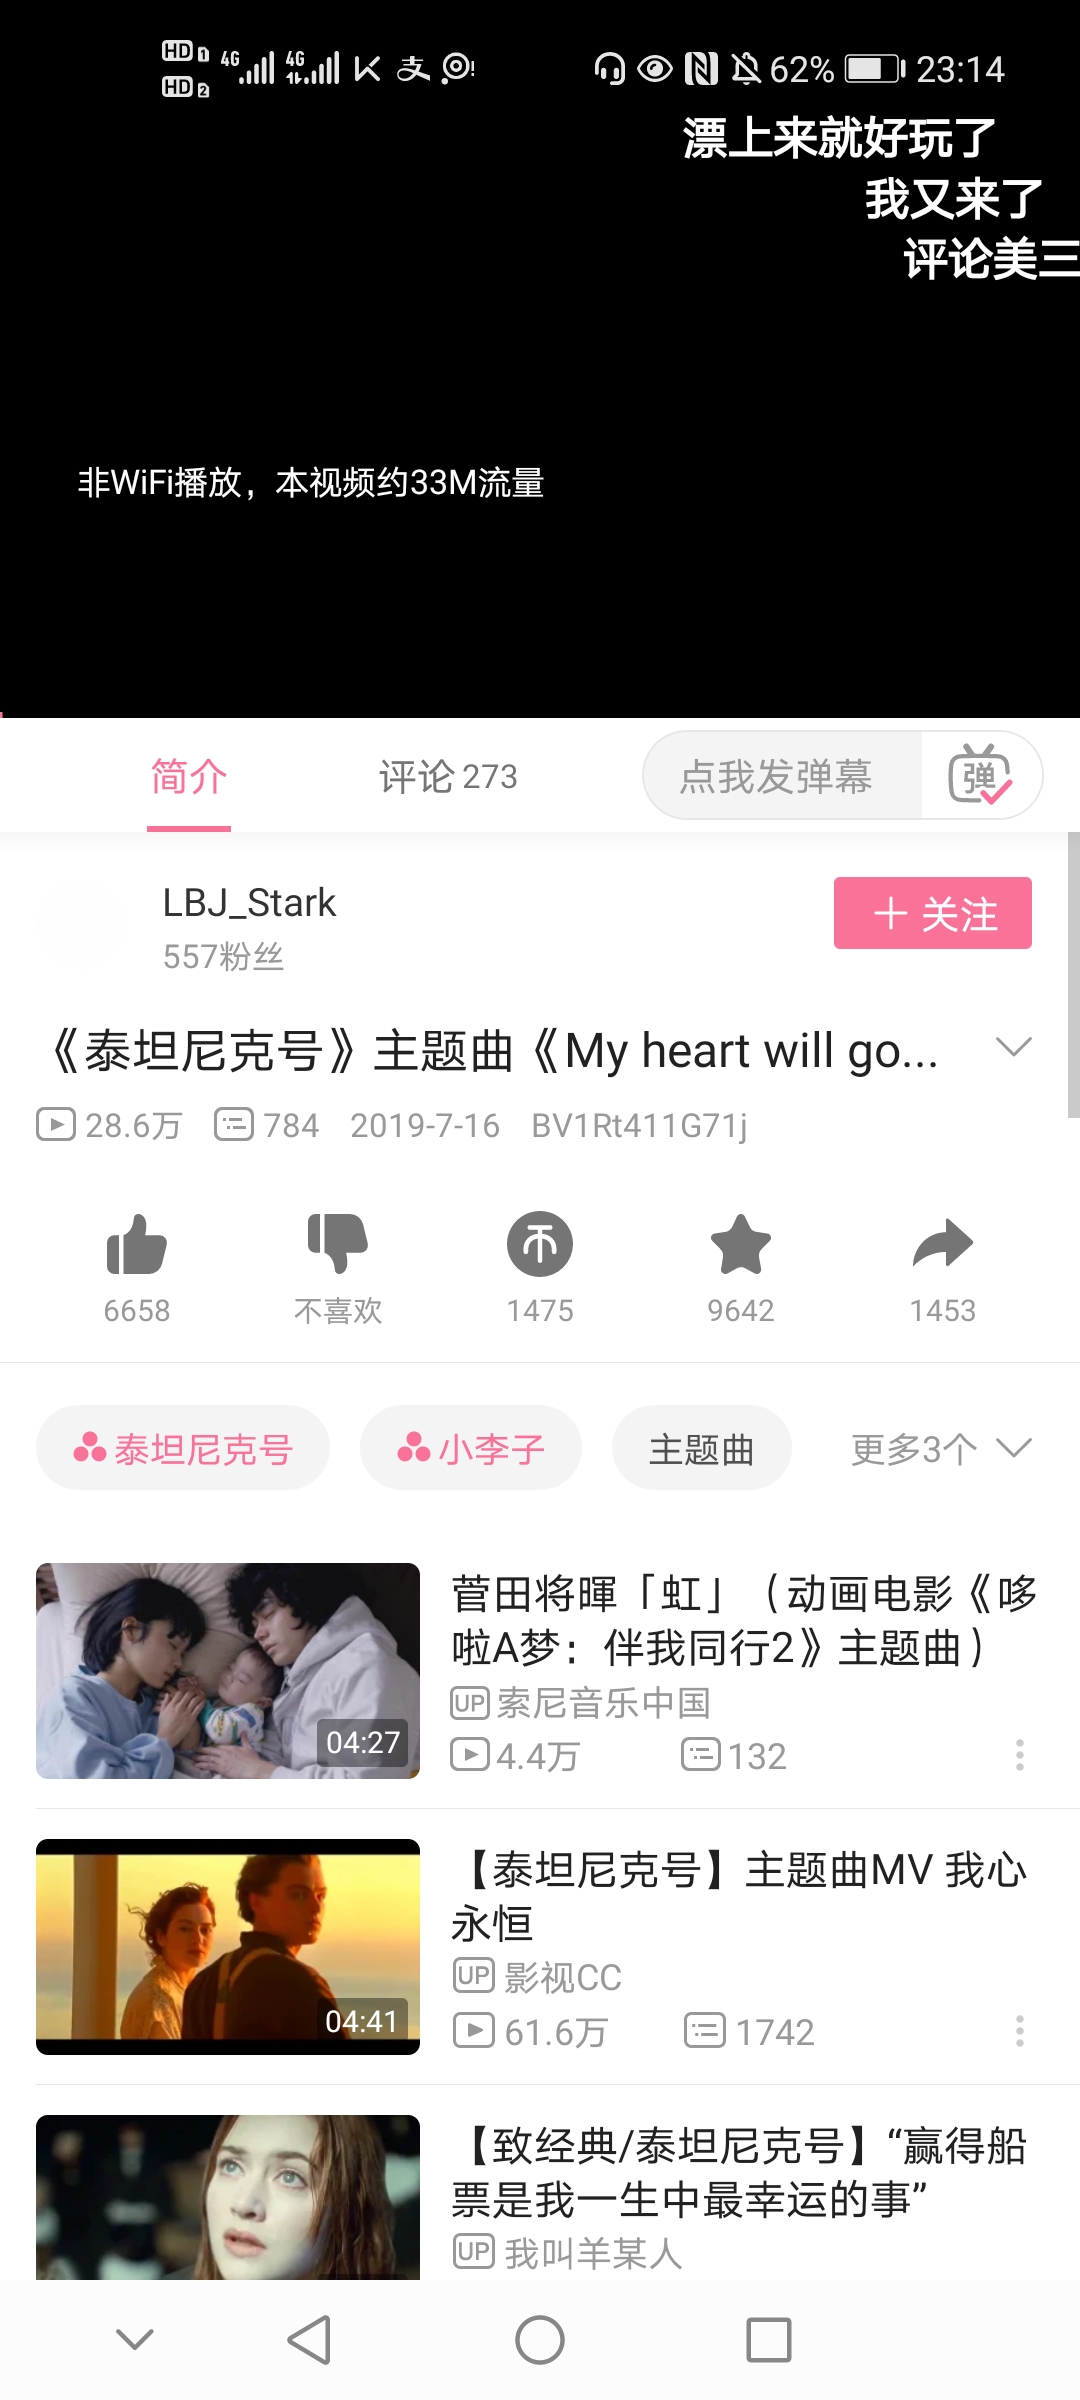 HD 1 4G 4G 支 62% 23:14
HD 2
漂上来就好玩了
我又来了
评论美三
非WiFi播放，本视频约33M流量
简介 评论 273 点我发弹幕 弹
LBJ_Stark
557粉丝
+ 关注
《泰坦尼克号》主题曲《My heart will go...
28.6万 784 2019-7-16 BV1Rt411G71j
6658 不喜欢 1475 9642 1453
泰坦尼克号 小李子 主题曲 更多3个
菅田将暉「虹」（动画电影《哆
啦A梦：伴我同行2》主题曲）
UP 索尼音乐中国
04:27
4.4万 132
【泰坦尼克号】主题曲MV 我心
永恒
UP 影视CC
04:41
61.6万 1742
【致经典/泰坦尼克号】“赢得船
票是我一生中最幸运的事”
UP 我叫羊某人